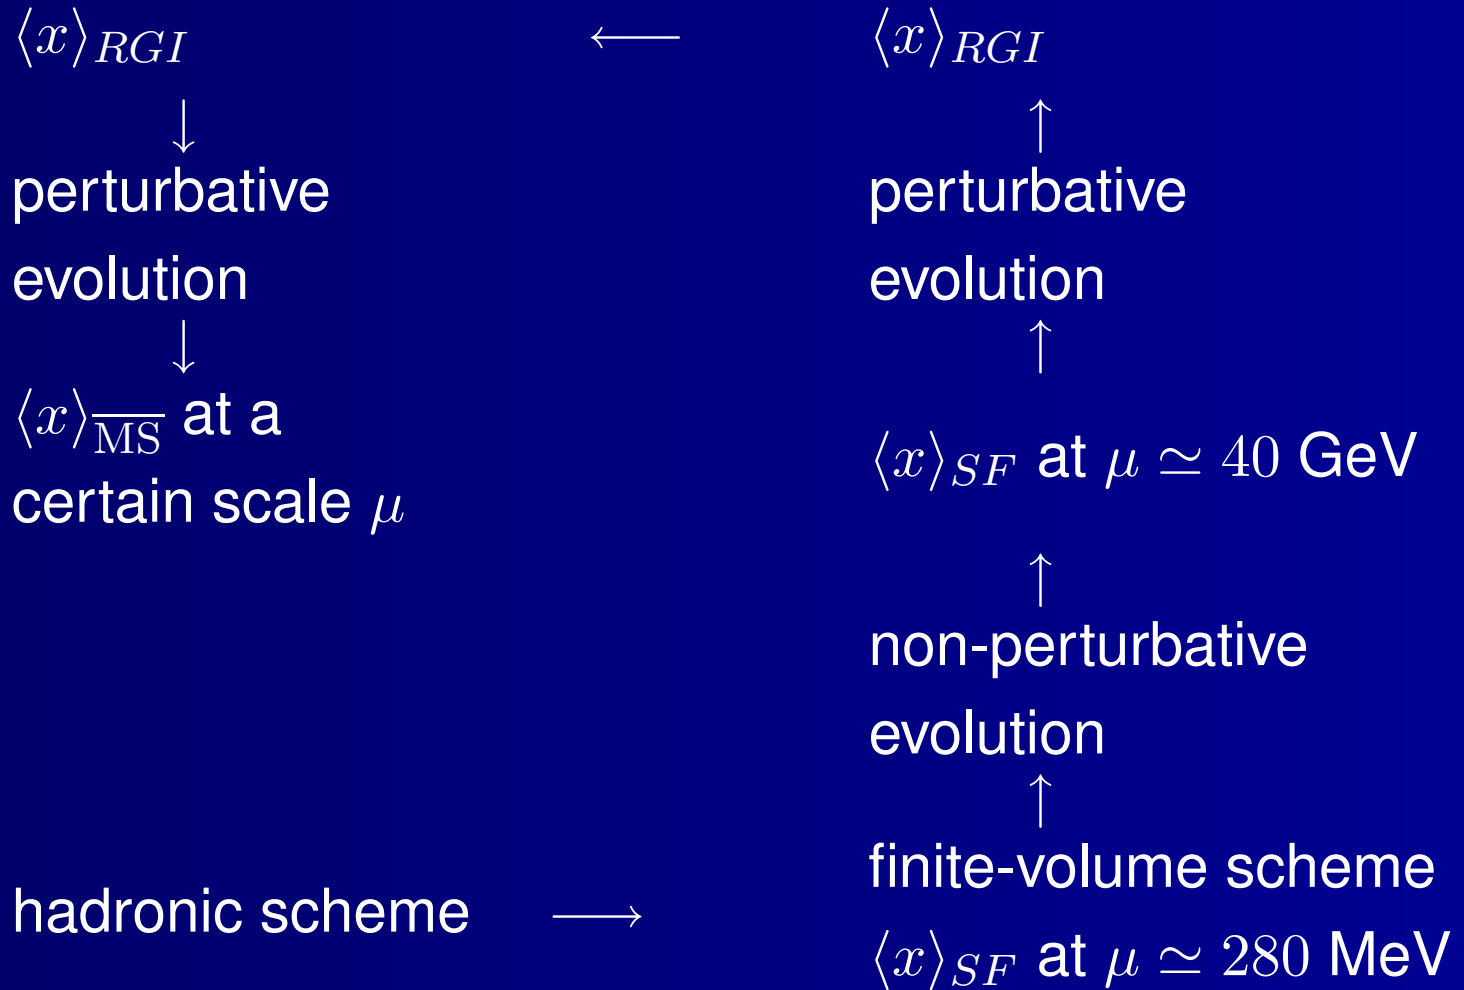 ⟨x⟩_{RGI} ← ⟨x⟩_{RGI}
↓ ↑
perturbative perturbative
evolution evolution
↓ ↑
⟨x⟩_{\overline{MS}} at a
⟨x⟩_{SF} at μ ≃ 40 GeV
certain scale μ
↑
non-perturbative
evolution
↑
finite-volume scheme
hadronic scheme →
⟨x⟩_{SF} at μ ≃ 280 MeV